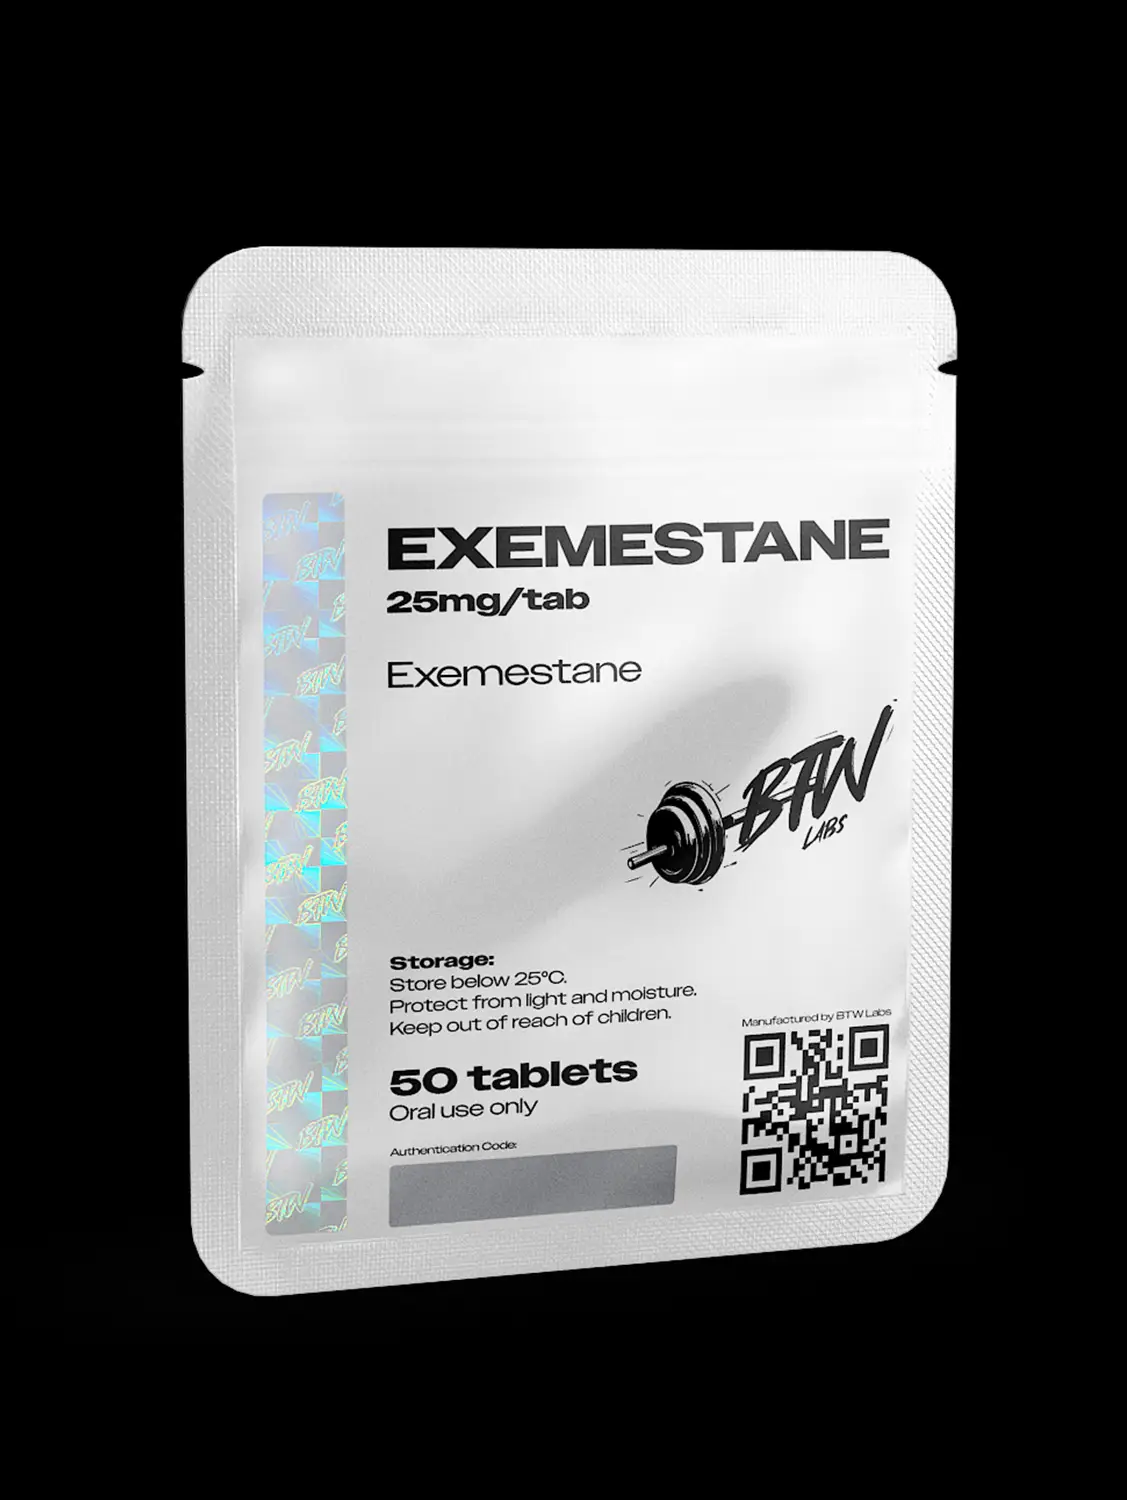 EXEMESTANE
25mg/tab
Exemestane
BTW
LABS
Storage:
Store below 25°C.
Protect from light and moisture.
Keep out of reach of children.
50 tablets
Oral use only
Manufactured by BTW Labs
Authentication Code: